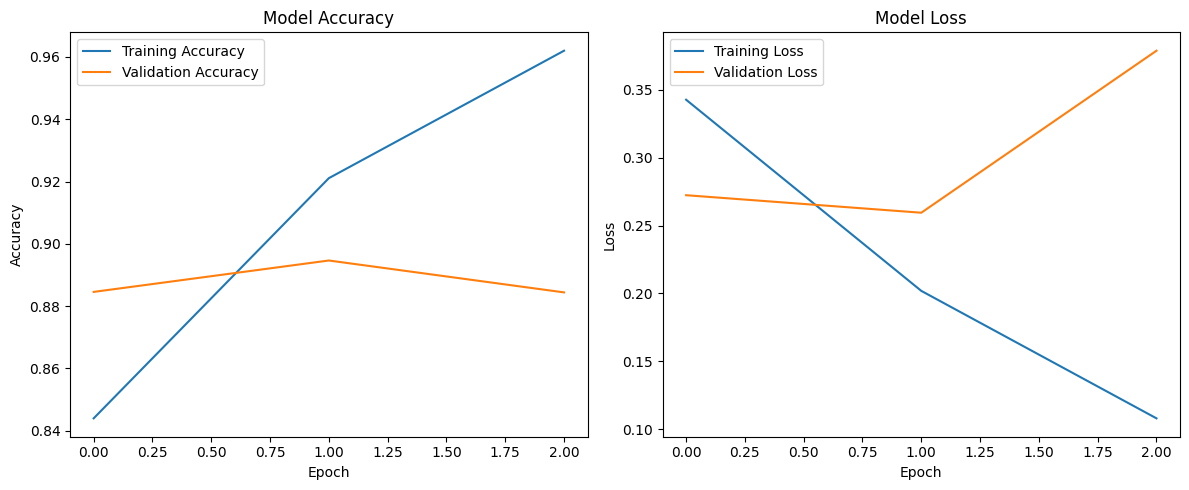 Model Accuracy
Training Accuracy
Validation Accuracy
0.96
0.94
0.92
0.90
0.88
0.86
0.84
Accuracy
0.00 0.25 0.50 0.75 1.00 1.25 1.50 1.75 2.00
Epoch
Model Loss
Training Loss
Validation Loss
0.35
0.30
0.25
0.20
0.15
0.10
Loss
0.00 0.25 0.50 0.75 1.00 1.25 1.50 1.75 2.00
Epoch